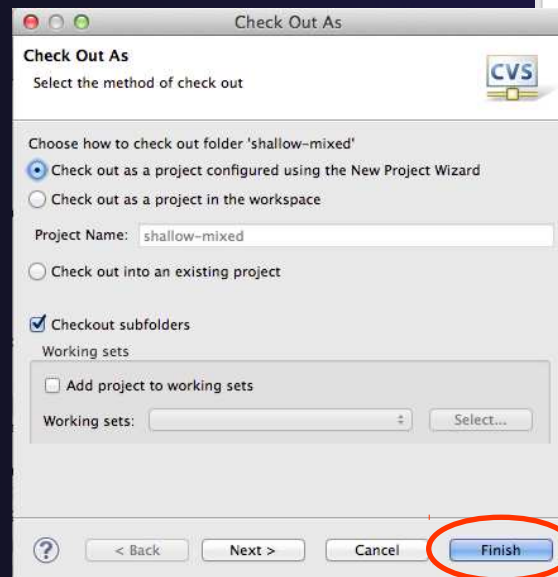 Check Out As
Check Out As
Select the method of check out
CVS
Choose how to check out folder 'shallow-mixed'
Check out as a project configured using the New Project Wizard
Check out as a project in the workspace
Project Name: shallow-mixed
Check out into an existing project
Checkout subfolders
Working sets
Add project to working sets
Working sets: Select...
? < Back Next > Cancel Finish